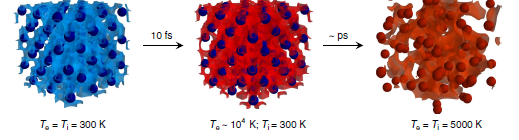 10 fs
~ ps
Te = Ti = 300 K
Te ~ 10⁴ K; Ti = 300 K
Te = Ti = 5000 K